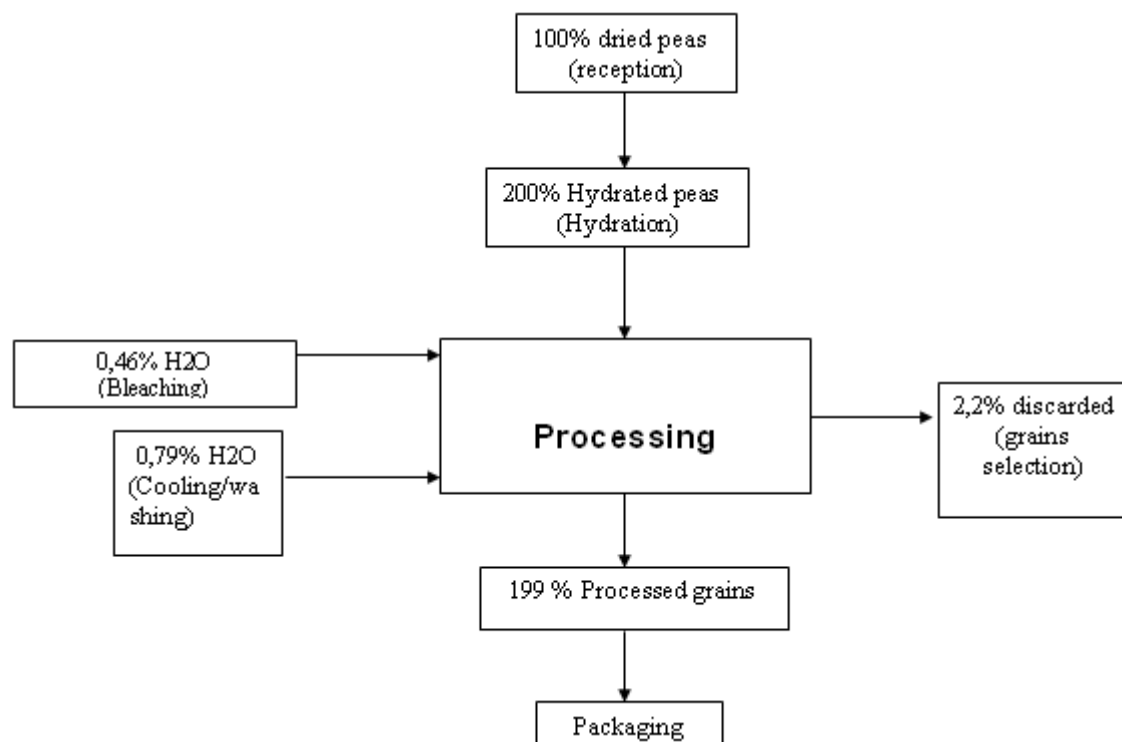 100% dried peas
(reception)
200% Hydrated peas
(Hydration)
0,46% H2O
(Bleaching)
0,79% H2O
(Cooling/wa
shing)
Processing
2,2% discarded
(grains
selection)
199 % Processed grains
Packaging